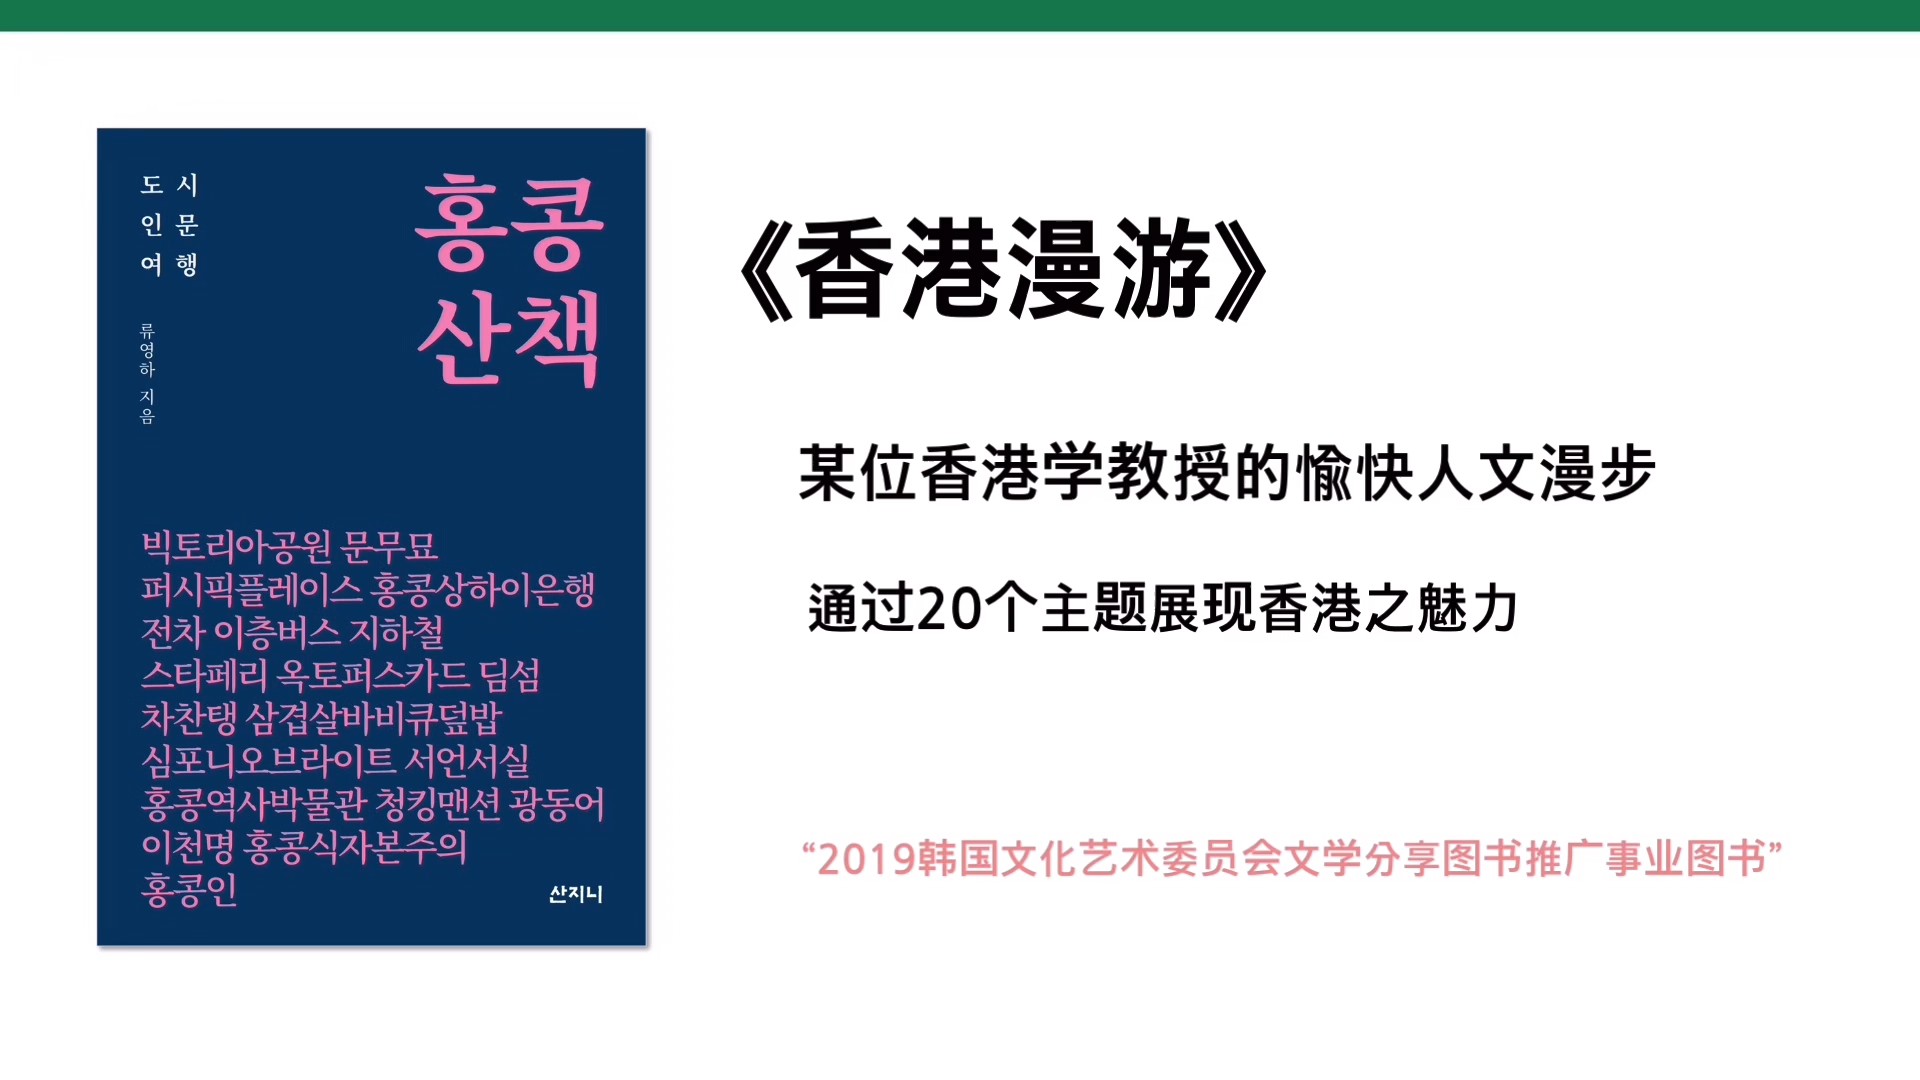 도시
인문
여행
류영하 지음
홍콩
산책
빅토리아공원 문무묘
퍼시픽플레이스 홍콩상하이은행
전차 이층버스 지하철
스타페리 옥토퍼스카드 딤섬
차찬탱 삼겹살바비큐덮밥
심포니오브라이트 서언서실
홍콩역사박물관 청킹맨션 광동어
이천명 홍콩식자본주의
홍콩인
산지니
《香港漫游》
某位香港学教授的愉快人文漫步
通过20个主题展现香港之魅力
“2019韩国文化艺术委员会文学分享图书推广事业图书”